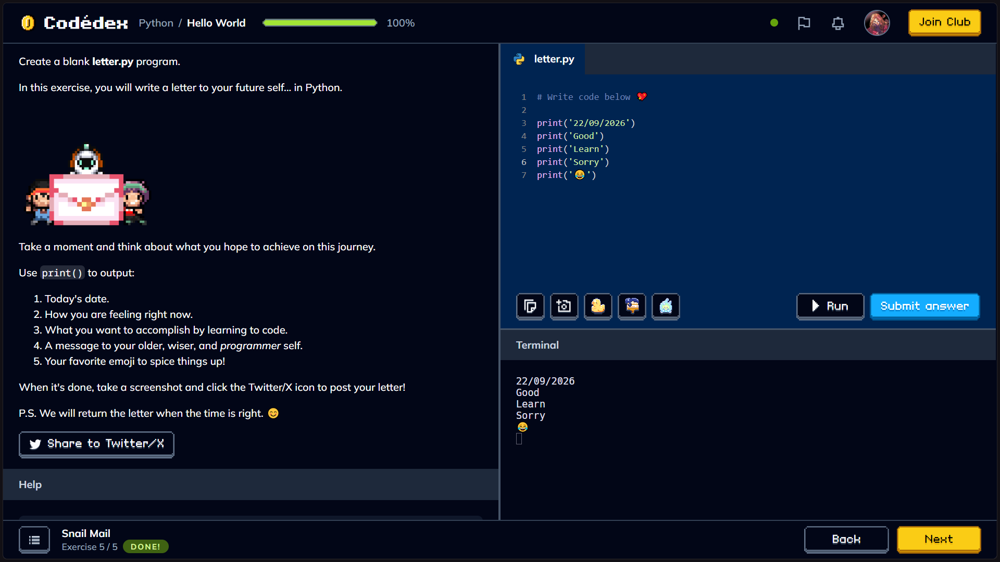 Codédex Python / Hello World 100% Join Club
Create a blank letter.py program.
In this exercise, you will write a letter to your future self... in Python.
Take a moment and think about what you hope to achieve on this journey.
Use print() to output:
1. Today's date.
2. How you are feeling right now.
3. What you want to accomplish by learning to code.
4. A message to your older, wiser, and programmer self.
5. Your favorite emoji to spice things up!
When it's done, take a screenshot and click the Twitter/X icon to post your letter!
P.S. We will return the letter when the time is right. 😊
Share to Twitter/X
Help
letter.py
1 # Write code below 💖
2
3 print('22/09/2026')
4 print('Good')
5 print('Learn')
6 print('Sorry')
7 print('😂')
Run Submit answer
Terminal
22/09/2026
Good
Learn
Sorry
😂
Snail Mail
Exercise 5 / 5 DONE!
Back Next